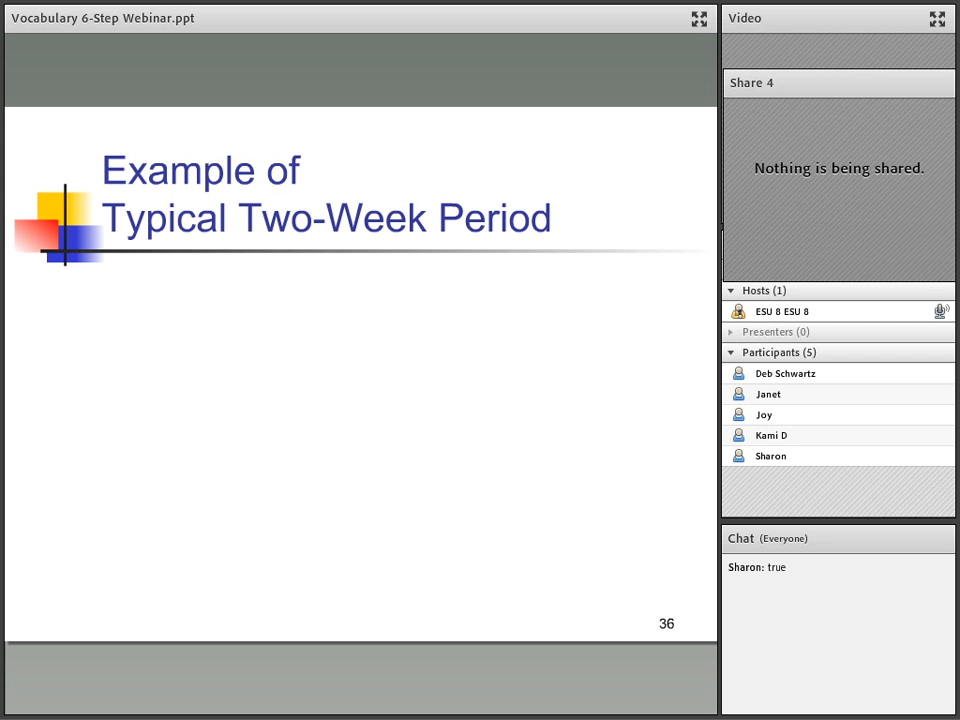 Vocabulary 6-Step Webinar.ppt
Example of
Typical Two-Week Period
36
Video
Share 4
Nothing is being shared.
Hosts (1)
ESU 8 ESU 8
Presenters (0)
Participants (5)
Deb Schwartz
Janet
Joy
Kami D
Sharon
Chat (Everyone)
Sharon: true